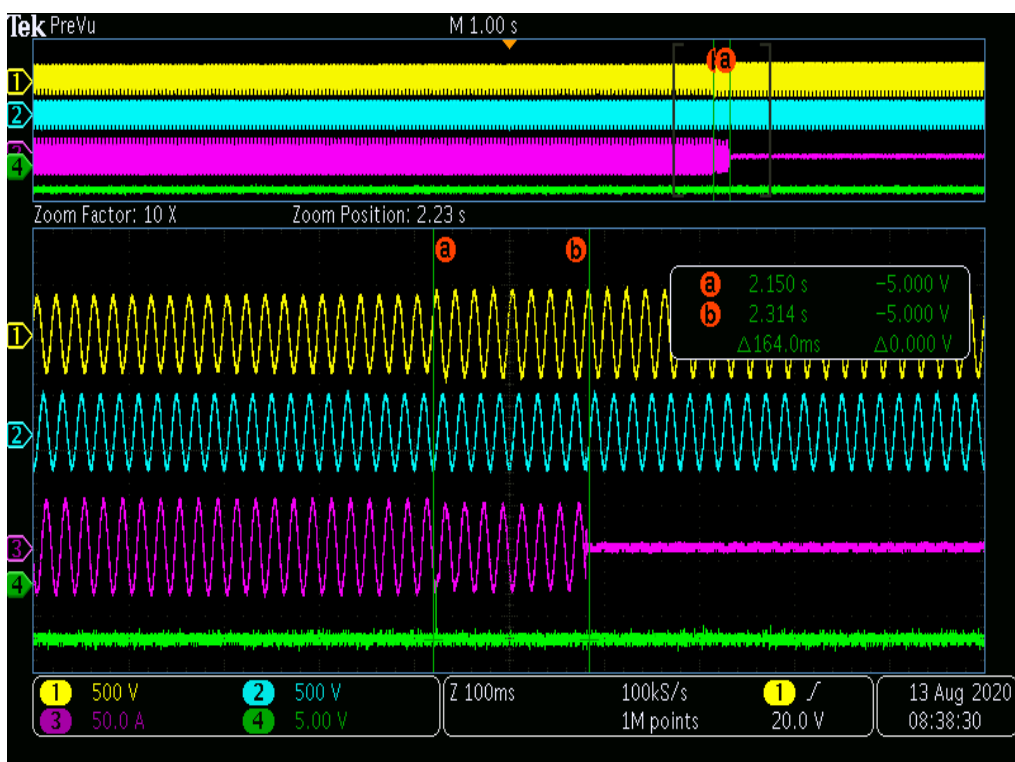 Tek PreVu M 1.00 s
1
a
2
3
4
Zoom Factor: 10 X Zoom Position: 2.23 s
a b
a 2.150 s −5.000 V
b 2.314 s −5.000 V
△164.0ms △0.000 V
1
2
3
4
1 500 V 2 500 V Z 100ms 100kS/s 1 ∫ 13 Aug 2020
3 50.0 A 4 5.00 V 1M points 20.0 V 08:38:30